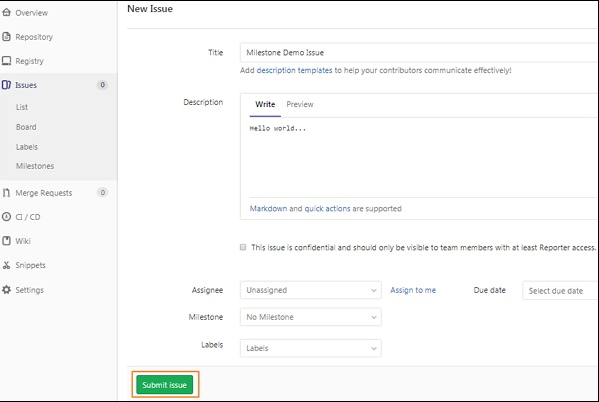 Overview
Repository
Registry
Issues 0
List
Board
Labels
Milestones
Merge Requests 0
CI / CD
Wiki
Snippets
Settings
New Issue
Title Milestone Demo Issue
Add description templates to help your contributors communicate effectively!
Description Write Preview
Hello world...
Markdown and quick actions are supported
This issue is confidential and should only be visible to team members with at least Reporter access.
Assignee Unassigned Assign to me Due date Select due date
Milestone No Milestone
Labels Labels
Submit issue